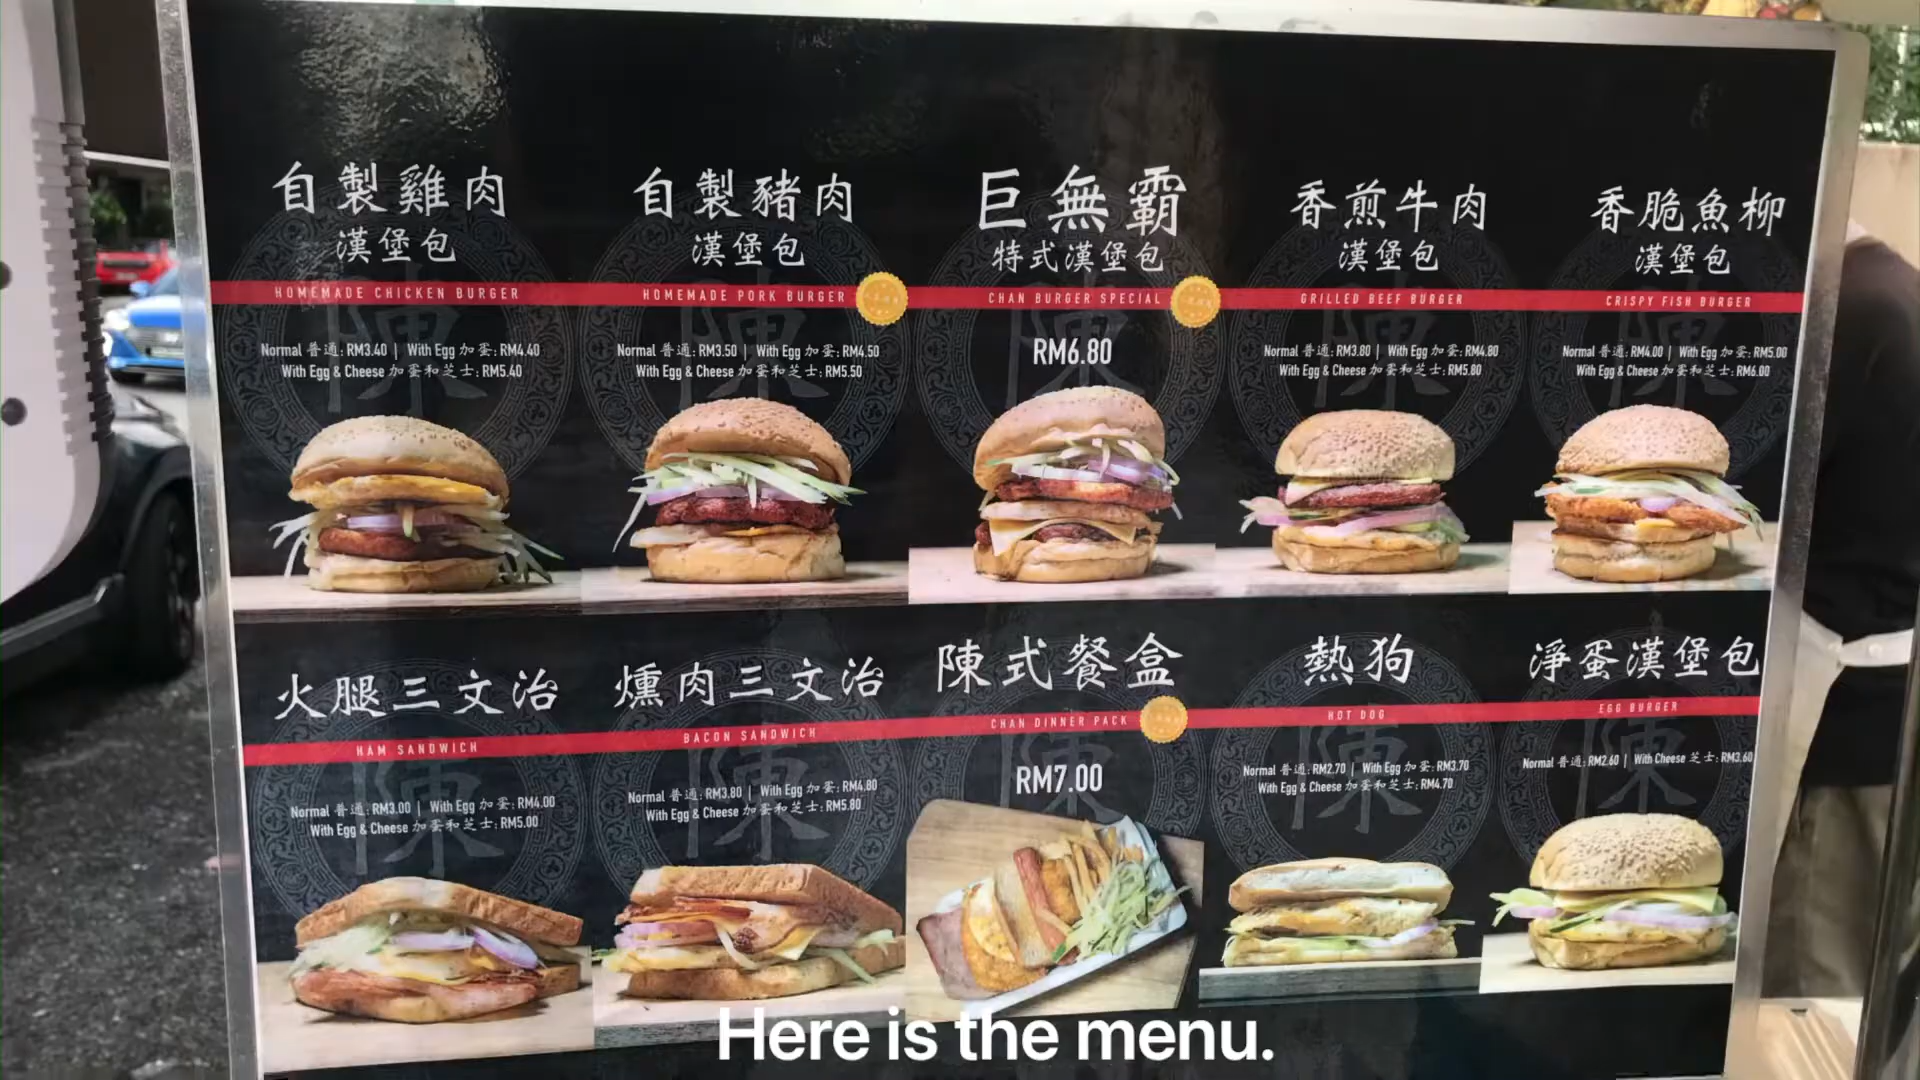 自製雞肉
漢堡包
HOMEMADE CHICKEN BURGER
Normal 普通: RM3.40 | With Egg 加蛋: RM4.40
With Egg & Cheese 加蛋和芝士: RM5.40
自製豬肉
漢堡包
HOMEMADE PORK BURGER
Normal 普通: RM3.50 | With Egg 加蛋: RM4.50
With Egg & Cheese 加蛋和芝士: RM5.50
巨無霸
特式漢堡包
CHAN BURGER SPECIAL
RM6.80
香煎牛肉
漢堡包
GRILLED BEEF BURGER
Normal 普通: RM3.80 | With Egg 加蛋: RM4.80
With Egg & Cheese 加蛋和芝士: RM5.80
香脆魚柳
漢堡包
CRISPY FISH BURGER
Normal 普通: RM4.00 | With Egg 加蛋: RM5.00
With Egg & Cheese 加蛋和芝士: RM6.00
陳
陳
陳
陳
陳
火腿三文治
HAM SANDWICH
Normal 普通: RM3.00 | With Egg 加蛋: RM4.00
With Egg & Cheese 加蛋和芝士: RM5.00
燻肉三文治
BACON SANDWICH
Normal 普通: RM3.80 | With Egg 加蛋: RM4.80
With Egg & Cheese 加蛋和芝士: RM5.80
陳式餐盒
CHAN DINNER PACK
RM7.00
熱狗
HOT DOG
Normal 普通: RM2.70 | With Egg 加蛋: RM3.70
With Egg & Cheese 加蛋和芝士: RM4.70
淨蛋漢堡包
EGG BURGER
Normal 普通: RM2.60 | With Cheese 芝士: RM3.60
陳
陳
陳
陳
陳
Here is the menu.